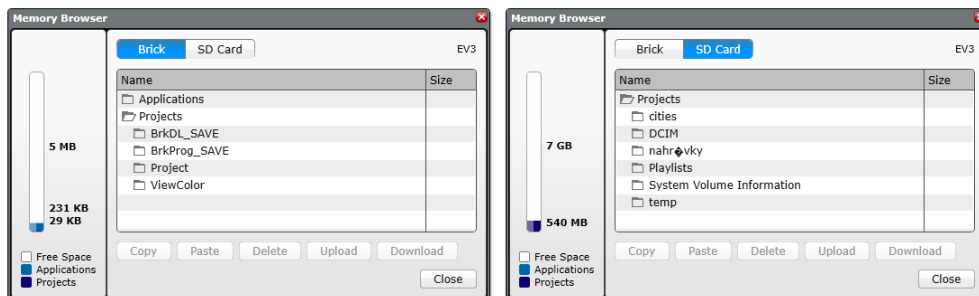 Memory Browser
Brick SD Card EV3
Name Size
Applications
Projects
BrkDL_SAVE
BrkProg_SAVE
Project
ViewColor
5 MB
231 KB
29 KB
Free Space
Applications
Projects
Copy Paste Delete Upload Download
Close
Memory Browser
Brick SD Card EV3
Name Size
Projects
cities
DCIM
nahr�vky
Playlists
System Volume Information
temp
7 GB
540 MB
Free Space
Applications
Projects
Copy Paste Delete Upload Download
Close